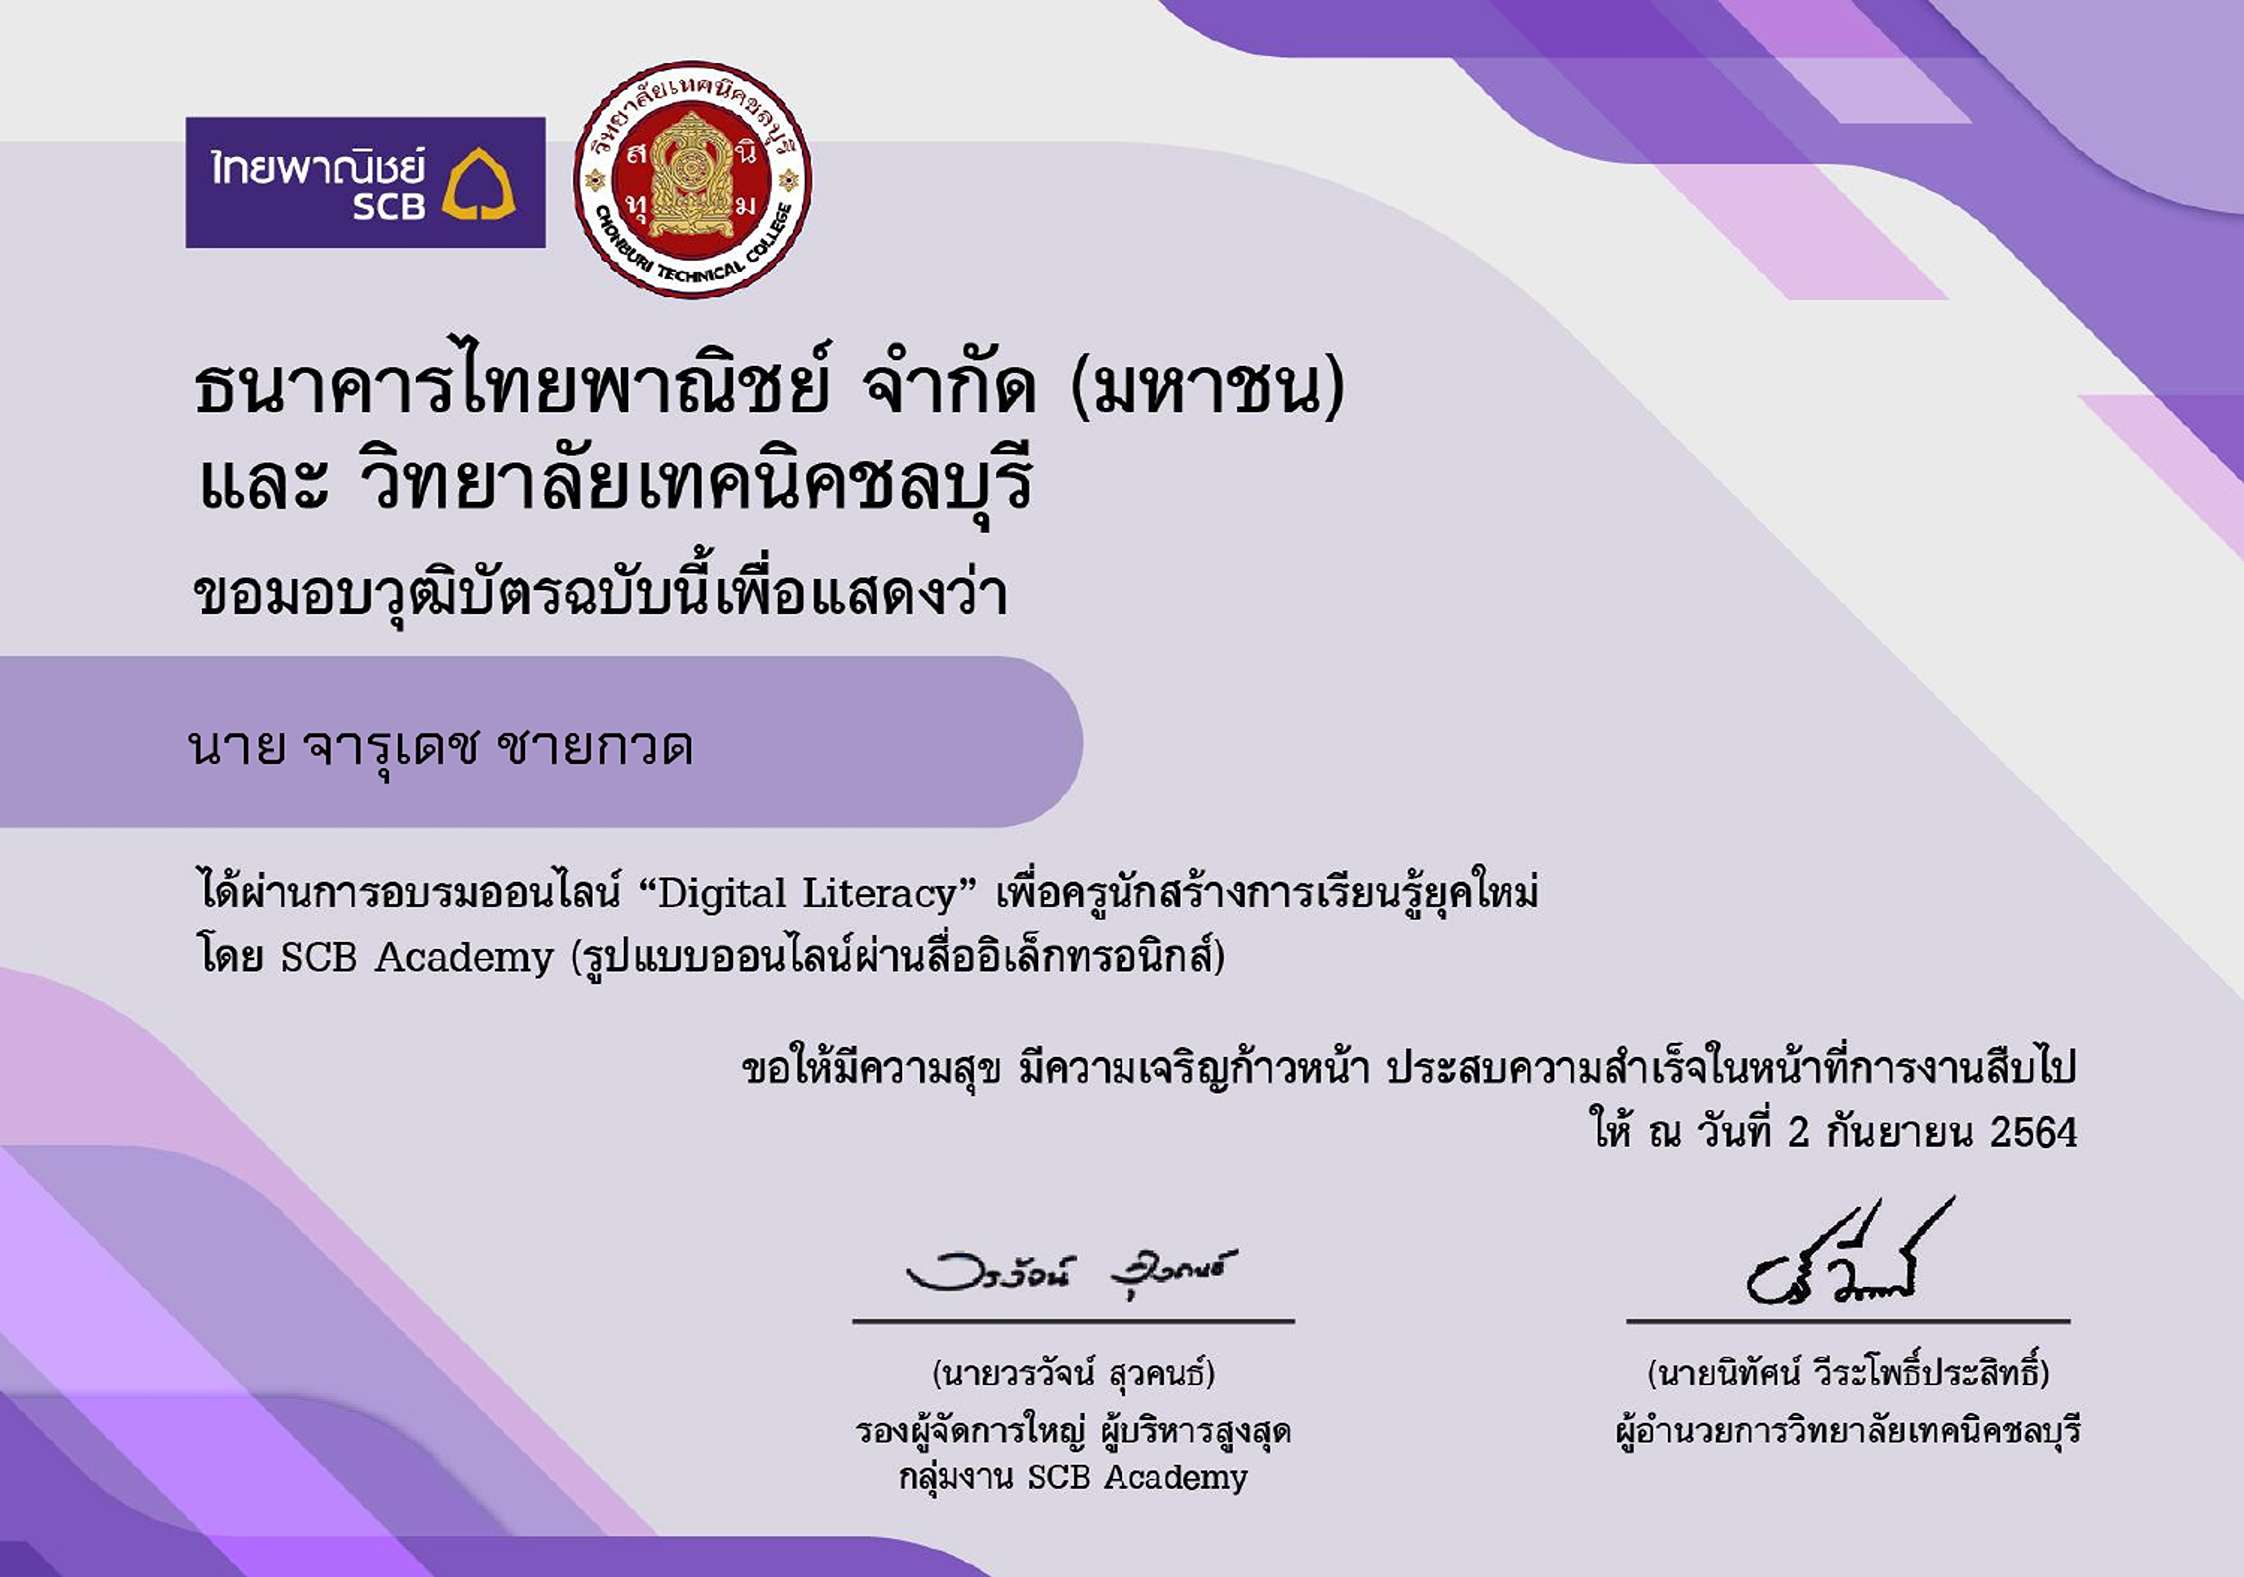 ไทยพาณิชย์
SCB
วิทยาลัยเทคนิคชลบุรี
ส นิ
ทุ ม
CHONBURI TECHNICAL COLLEGE
ธนาคารไทยพาณิชย์ จำกัด (มหาชน)
และ วิทยาลัยเทคนิคชลบุรี
ขอมอบวุฒิบัตรฉบับนี้เพื่อแสดงว่า
นาย จารุเดช ชายกวด
ได้ผ่านการอบรมออนไลน์ “Digital Literacy” เพื่อครูนักสร้างการเรียนรู้ยุคใหม่
โดย SCB Academy (รูปแบบออนไลน์ผ่านสื่ออิเล็กทรอนิกส์)
ขอให้มีความสุข มีความเจริญก้าวหน้า ประสบความสำเร็จในหน้าที่การงานสืบไป
ให้ ณ วันที่ 2 กันยายน 2564
วรวัจน์ สุวคนธ์
(นายวรวัจน์ สุวคนธ์)
รองผู้จัดการใหญ่ ผู้บริหารสูงสุด
กลุ่มงาน SCB Academy
(นายนิทัศน์ วีระโพธิ์ประสิทธิ์)
ผู้อำนวยการวิทยาลัยเทคนิคชลบุรี